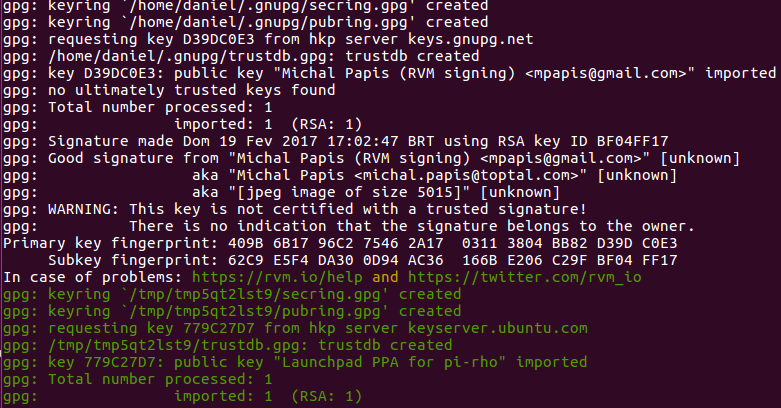 gpg: keyring `/home/daniel/.gnupg/secring.gpg' created
gpg: keyring `/home/daniel/.gnupg/pubring.gpg' created
gpg: requesting key D39DC0E3 from hkp server keys.gnupg.net
gpg: /home/daniel/.gnupg/trustdb.gpg: trustdb created
gpg: key D39DC0E3: public key "Michal Papis (RVM signing) <mpapis@gmail.com>" imported
gpg: no ultimately trusted keys found
gpg: Total number processed: 1
gpg:               imported: 1  (RSA: 1)
gpg: Signature made Dom 19 Fev 2017 17:02:47 BRT using RSA key ID BF04FF17
gpg: Good signature from "Michal Papis (RVM signing) <mpapis@gmail.com>" [unknown]
gpg:                 aka "Michal Papis <michal.papis@toptal.com>" [unknown]
gpg:                 aka "[jpeg image of size 5015]" [unknown]
gpg: WARNING: This key is not certified with a trusted signature!
gpg:          There is no indication that the signature belongs to the owner.
Primary key fingerprint: 409B 6B17 96C2 7546 2A17  0311 3804 BB82 D39D C0E3
     Subkey fingerprint: 62C9 E5F4 DA30 0D94 AC36  166B E206 C29F BF04 FF17
In case of problems: https://rvm.io/help and https://twitter.com/rvm_io
gpg: keyring `/tmp/tmp5qt2lst9/secring.gpg' created
gpg: keyring `/tmp/tmp5qt2lst9/pubring.gpg' created
gpg: requesting key 779C27D7 from hkp server keyserver.ubuntu.com
gpg: /tmp/tmp5qt2lst9/trustdb.gpg: trustdb created
gpg: key 779C27D7: public key "Launchpad PPA for pi-rho" imported
gpg: Total number processed: 1
gpg:               imported: 1  (RSA: 1)